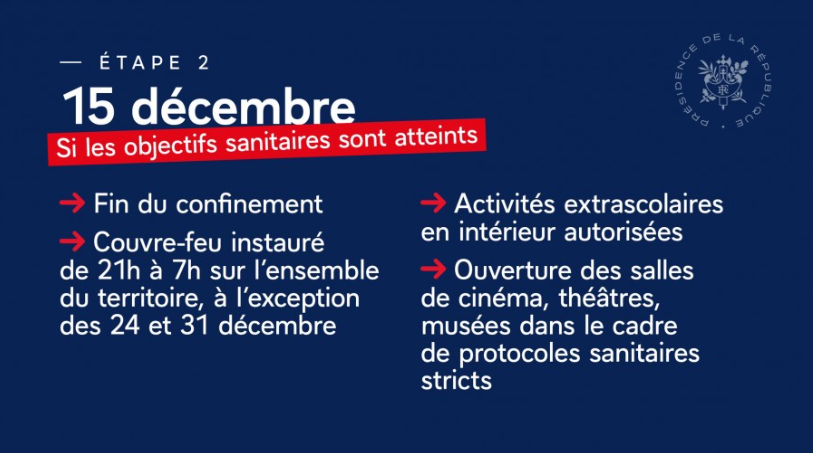 — ÉTAPE 2
15 décembre
Si les objectifs sanitaires sont atteints
→ Fin du confinement
→ Couvre-feu instauré
de 21h à 7h sur l'ensemble
du territoire, à l'exception
des 24 et 31 décembre
→ Activités extrascolaires
en intérieur autorisées
→ Ouverture des salles
de cinéma, théâtres,
musées dans le cadre
de protocoles sanitaires
stricts
PRÉSIDENCE DE LA RÉPUBLIQUE